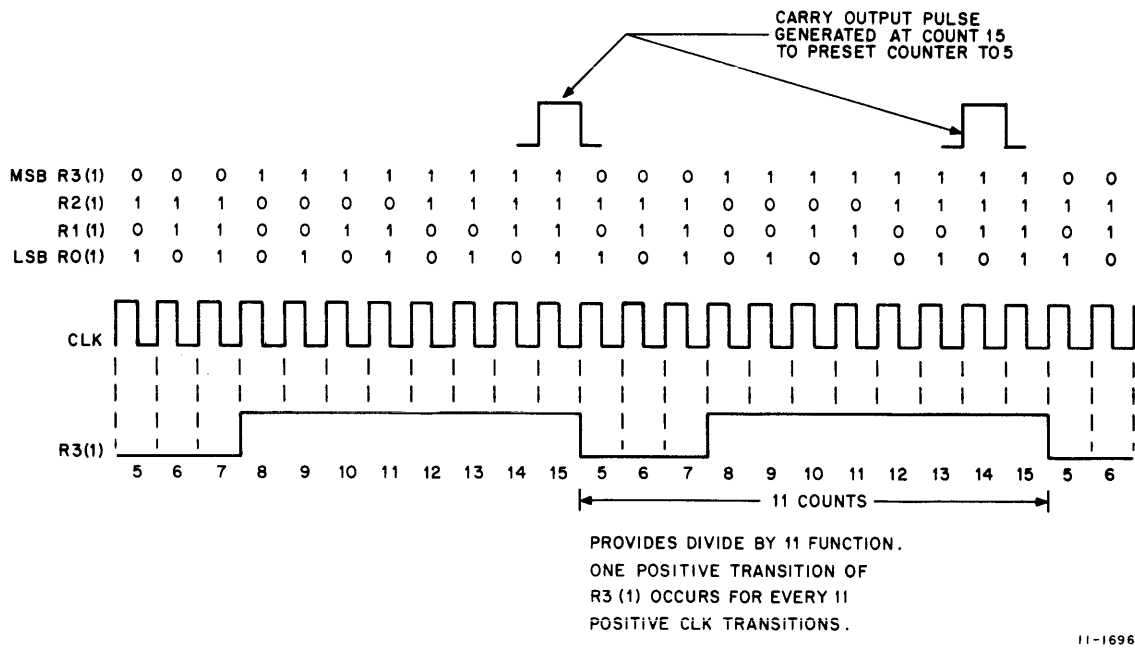 CARRY OUTPUT PULSE
GENERATED AT COUNT 15
TO PRESET COUNTER TO 5
MSB R3(1) 0 0 0 1 1 1 1 1 1 1 1 0 0 0 1 1 1 1 1 1 1 1 0 0
R2(1) 1 1 1 0 0 0 0 1 1 1 1 1 1 1 0 0 0 0 1 1 1 1 1 1
R1(1) 0 1 1 0 0 1 1 0 0 1 1 0 1 1 0 0 1 1 0 0 1 1 0 1
LSB R0(1) 1 0 1 0 1 0 1 0 1 0 1 1 0 1 0 1 0 1 0 1 0 1 1 0
CLK
R3(1)
5 6 7 8 9 10 11 12 13 14 15 5 6 7 8 9 10 11 12 13 14 15 5 6
11 COUNTS
PROVIDES DIVIDE BY 11 FUNCTION.
ONE POSITIVE TRANSITION OF
R3 (1) OCCURS FOR EVERY 11
POSITIVE CLK TRANSITIONS.
11-1696